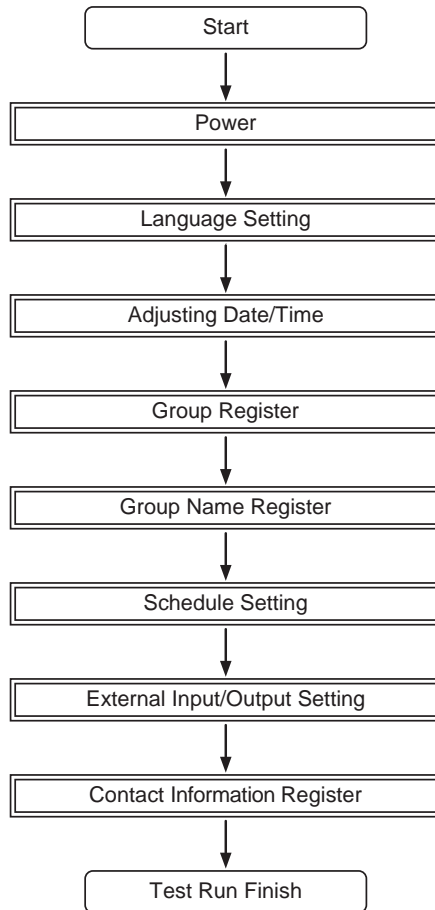 Start
Power
Language Setting
Adjusting Date/Time
Group Register
Group Name Register
Schedule Setting
External Input/Output Setting
Contact Information Register
Test Run Finish